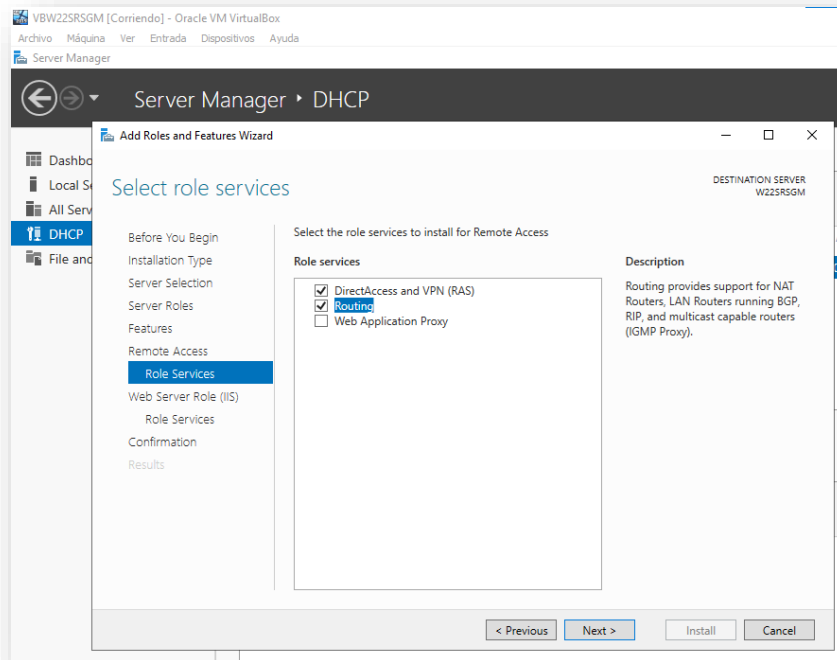 VBW22SRSGM [Corriendo] - Oracle VM VirtualBox
Archivo Máquina Ver Entrada Dispositivos Ayuda
Server Manager
Server Manager ‣ DHCP
Add Roles and Features Wizard
Dashbo
Local Se
All Serv
DHCP
File and
Select role services
DESTINATION SERVER
W22SRSGM
Before You Begin
Installation Type
Server Selection
Server Roles
Features
Remote Access
Role Services
Web Server Role (IIS)
Role Services
Confirmation
Results
Select the role services to install for Remote Access
Role services
DirectAccess and VPN (RAS)
Routing
Web Application Proxy
Description
Routing provides support for NAT
Routers, LAN Routers running BGP,
RIP, and multicast capable routers
(IGMP Proxy).
< Previous
Next >
Install
Cancel